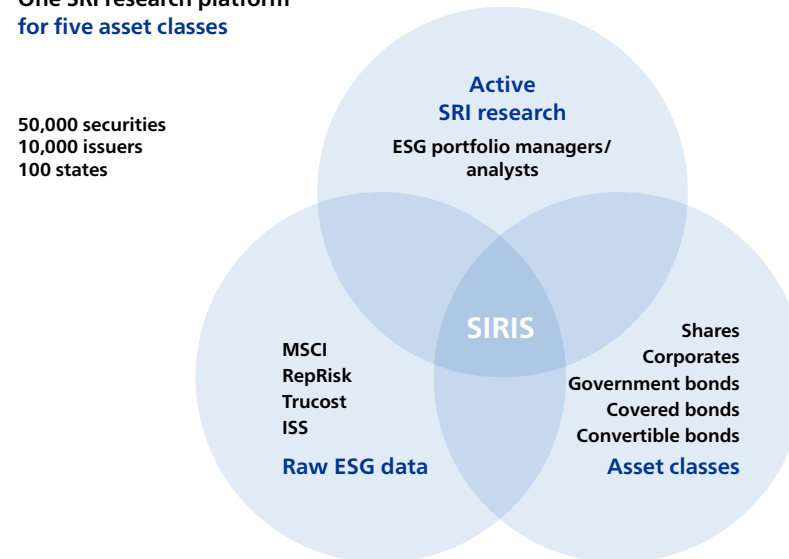 One SRI research platform
for five asset classes
50,000 securities
10,000 issuers
100 states
Active
SRI research
ESG portfolio managers/
analysts
SIRIS
MSCI
RepRisk
Trucost
ISS
Raw ESG data
Shares
Corporates
Government bonds
Covered bonds
Convertible bonds
Asset classes